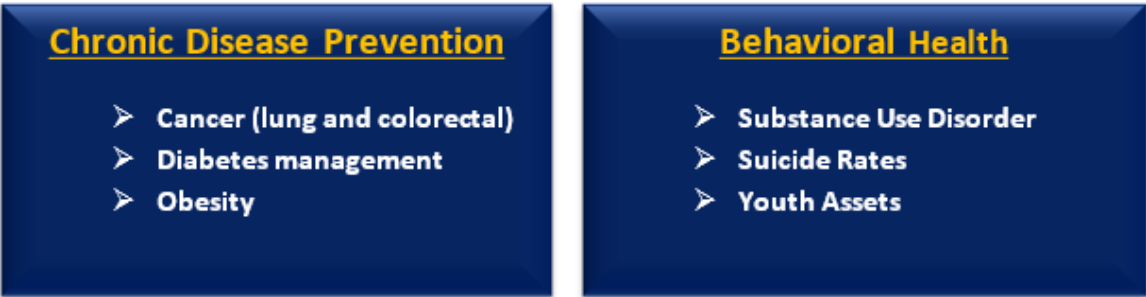 Chronic Disease Prevention
➢ Cancer (lung and colorectal)
➢ Diabetes management
➢ Obesity
Behavioral Health
➢ Substance Use Disorder
➢ Suicide Rates
➢ Youth Assets